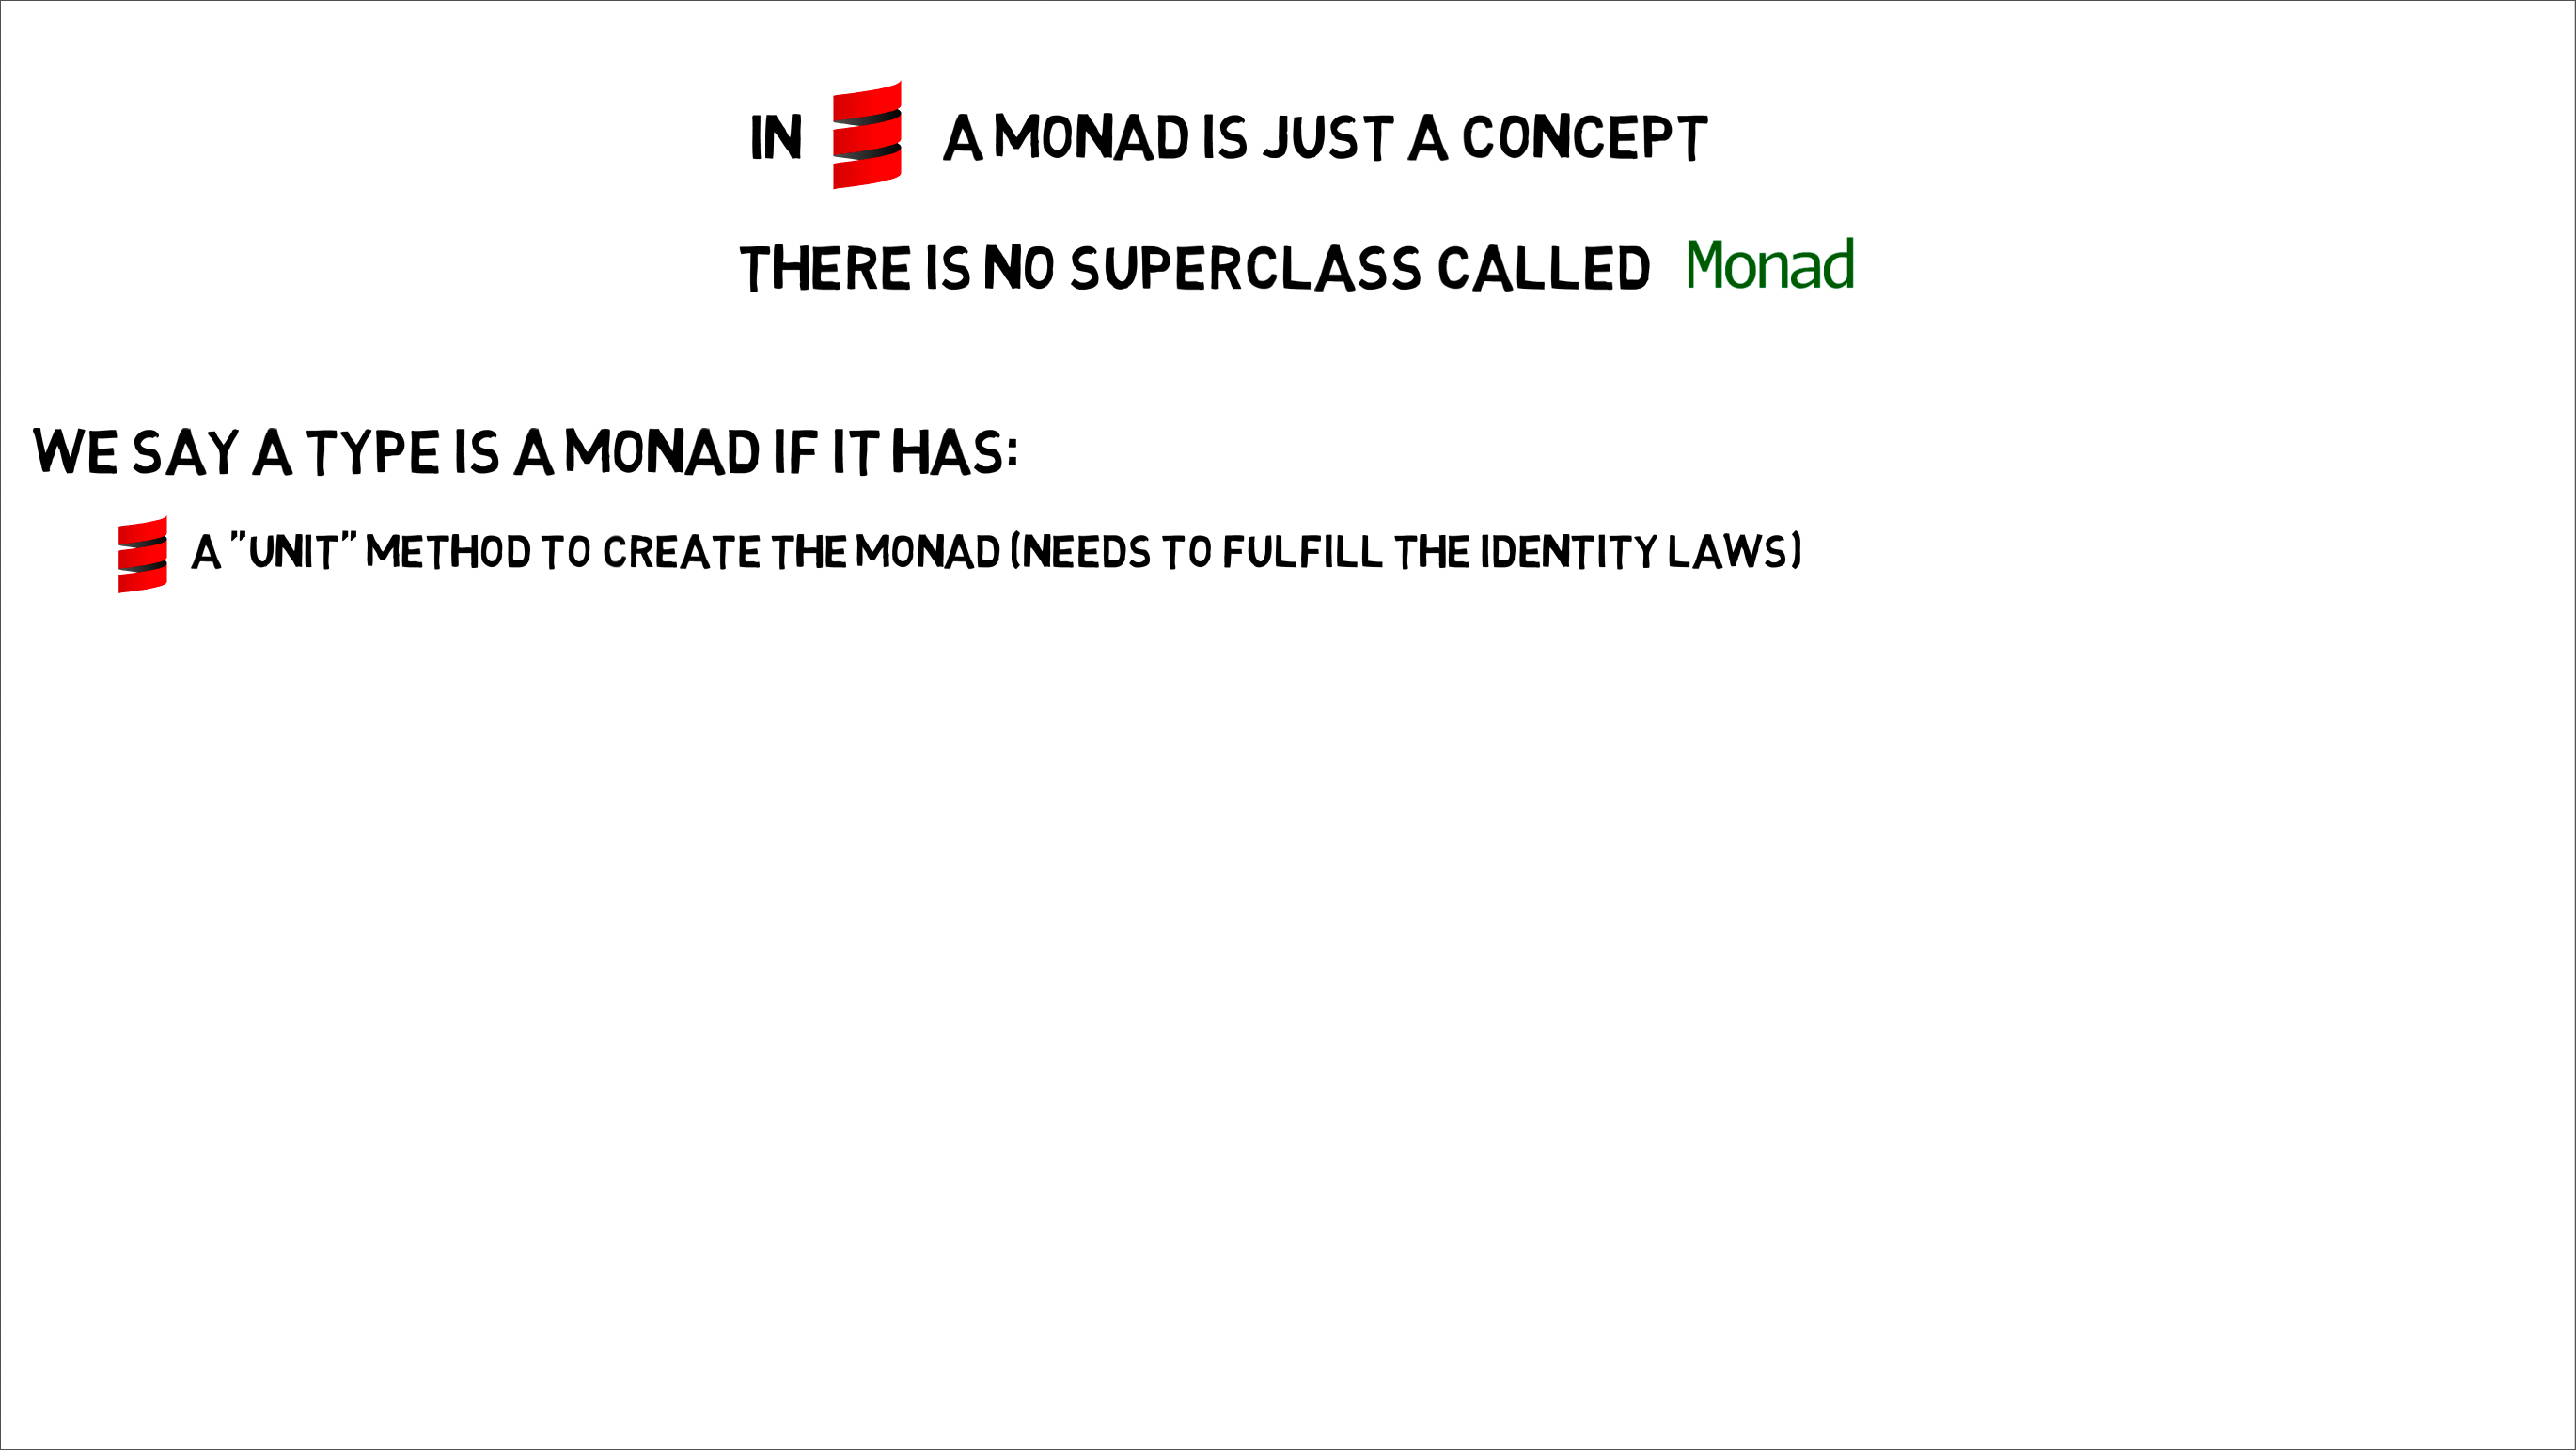 IN A MONAD IS JUST A CONCEPT
THERE IS NO SUPERCLASS CALLED Monad
WE SAY A TYPE IS A MONAD IF IT HAS:
A "UNIT" METHOD TO CREATE THE MONAD (NEEDS TO FULFILL THE IDENTITY LAWS)